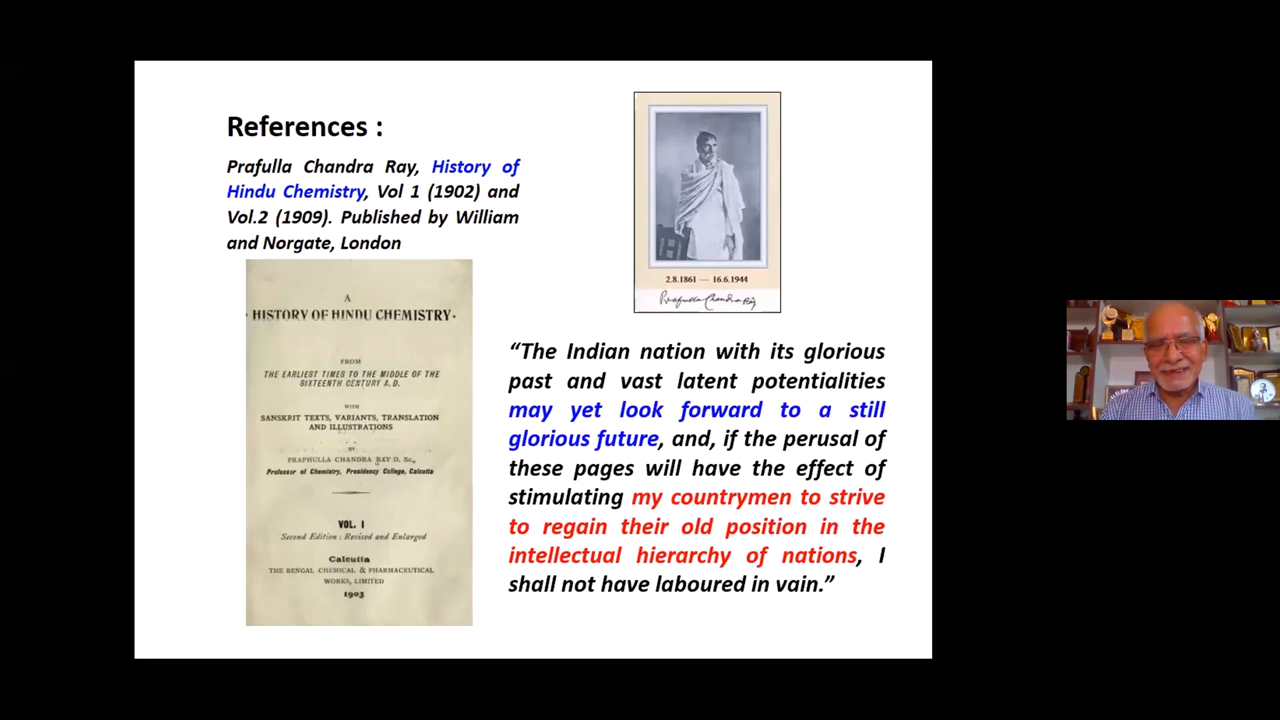 References :
Prafulla Chandra Ray, History of
Hindu Chemistry, Vol 1 (1902) and
Vol.2 (1909). Published by William
and Norgate, London
A
HISTORY OF HINDU CHEMISTRY
FROM
THE EARLIEST TIMES TO THE MIDDLE OF THE
SIXTEENTH CENTURY A.D.
WITH
SANSKRIT TEXTS, VARIANTS, TRANSLATION
AND ILLUSTRATIONS
BY
PRAPHULLA CHANDRA RAY D. Sc.,
Professor of Chemistry, Presidency College, Calcutta
VOL. I
Second Edition : Revised and Enlarged
Calcutta
THE BENGAL CHEMICAL & PHARMACEUTICAL
WORKS, LIMITED
1903
2.8.1861 — 16.6.1944
Prafulla Chandra Rây
“The Indian nation with its glorious
past and vast latent potentialities
may yet look forward to a still
glorious future, and, if the perusal of
these pages will have the effect of
stimulating my countrymen to strive
to regain their old position in the
intellectual hierarchy of nations, I
shall not have laboured in vain.”